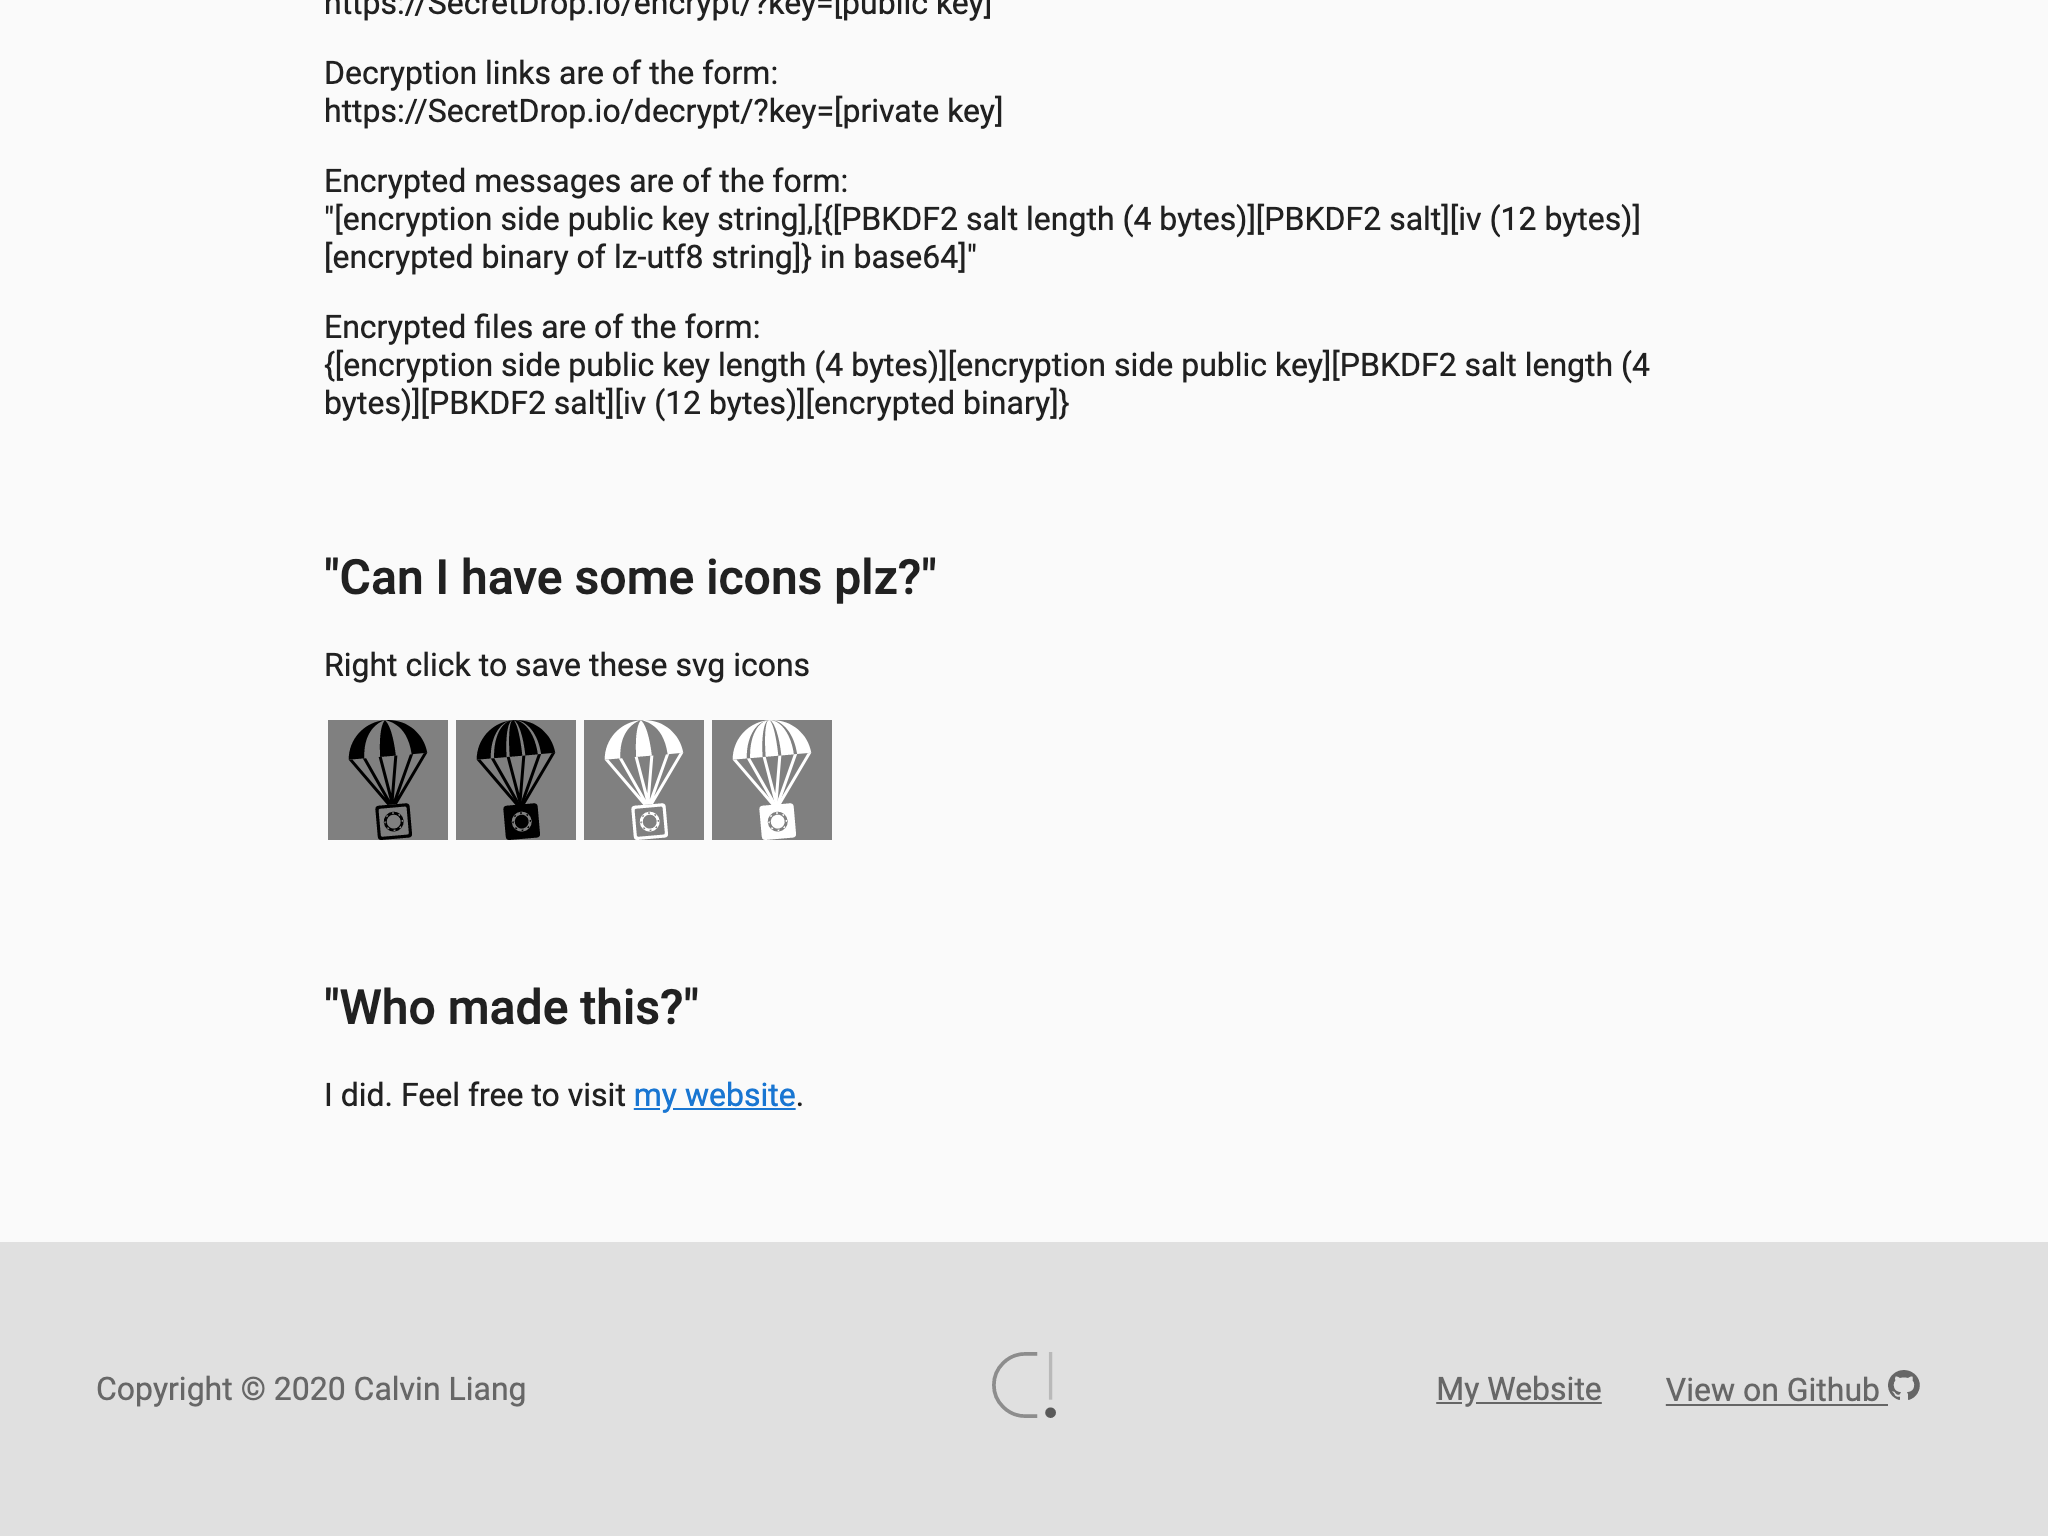 https://SecretDrop.io/encrypt/?key=[public key]
Decryption links are of the form:
https://SecretDrop.io/decrypt/?key=[private key]
Encrypted messages are of the form:
"[encryption side public key string],[{[PBKDF2 salt length (4 bytes)][PBKDF2 salt][iv (12 bytes)]
[encrypted binary of lz-utf8 string]} in base64]"
Encrypted files are of the form:
{[encryption side public key length (4 bytes)][encryption side public key][PBKDF2 salt length (4
bytes)][PBKDF2 salt][iv (12 bytes)][encrypted binary]}
"Can I have some icons plz?"
Right click to save these svg icons
"Who made this?"
I did. Feel free to visit my website.
Copyright © 2020 Calvin Liang
My Website
View on Github